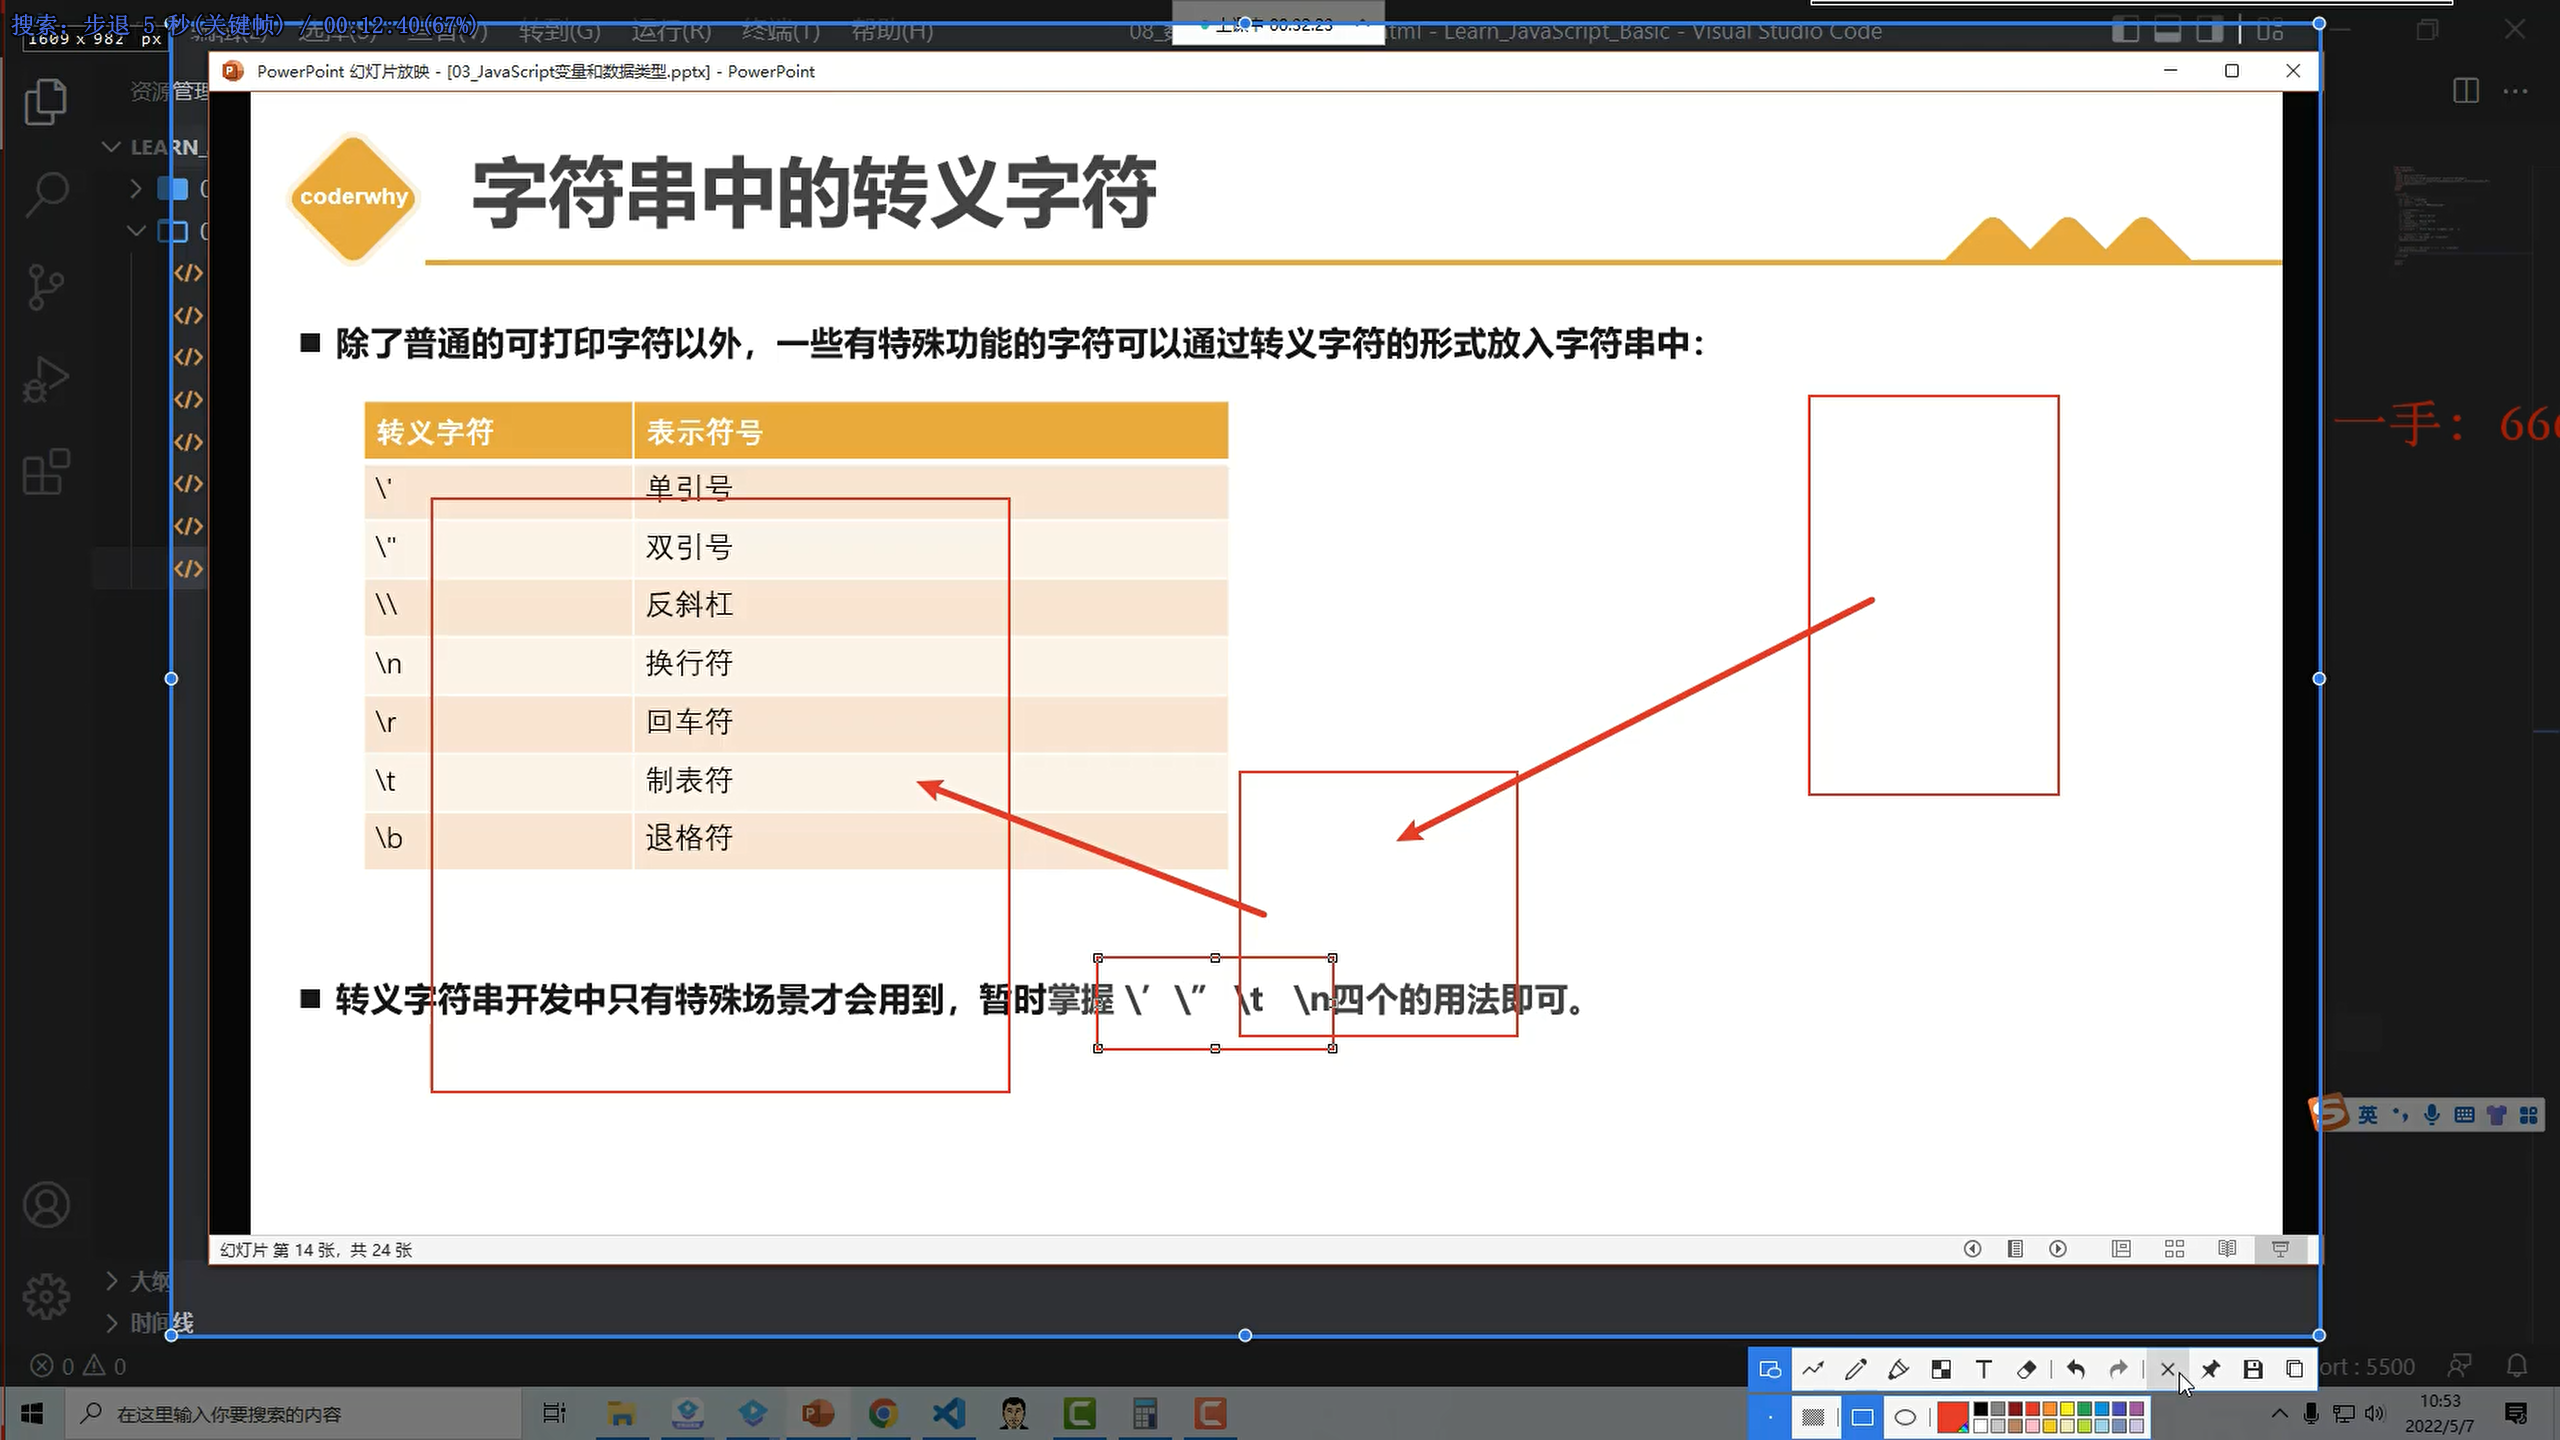 搜索: 步退 5 秒(关键帧) / 00:12:40(67%)
1609 x 982 px
转到(G) 运行(R) 终端(T) 帮助(H)
上课中 00:32:23
tml - Learn_JavaScript_Basic - Visual Studio Code
PowerPoint 幻灯片放映 - [03_JavaScript变量和数据类型.pptx] - PowerPoint
资源管理
LEARN_
coderwhy
字符串中的转义字符
除了普通的可打印字符以外，一些有特殊功能的字符可以通过转义字符的形式放入字符串中：
转义字符 表示符号
\' 单引号
\" 双引号
\\ 反斜杠
\n 换行符
\r 回车符
\t 制表符
\b 退格符
一手: 666
转义字符串开发中只有特殊场景才会用到，暂时掌握 \’ \” \t \n四个的用法即可。
英
幻灯片 第 14 张，共 24 张
大纲
时间线
0 0
ort : 5500
在这里输入你要搜索的内容
10:53
2022/5/7